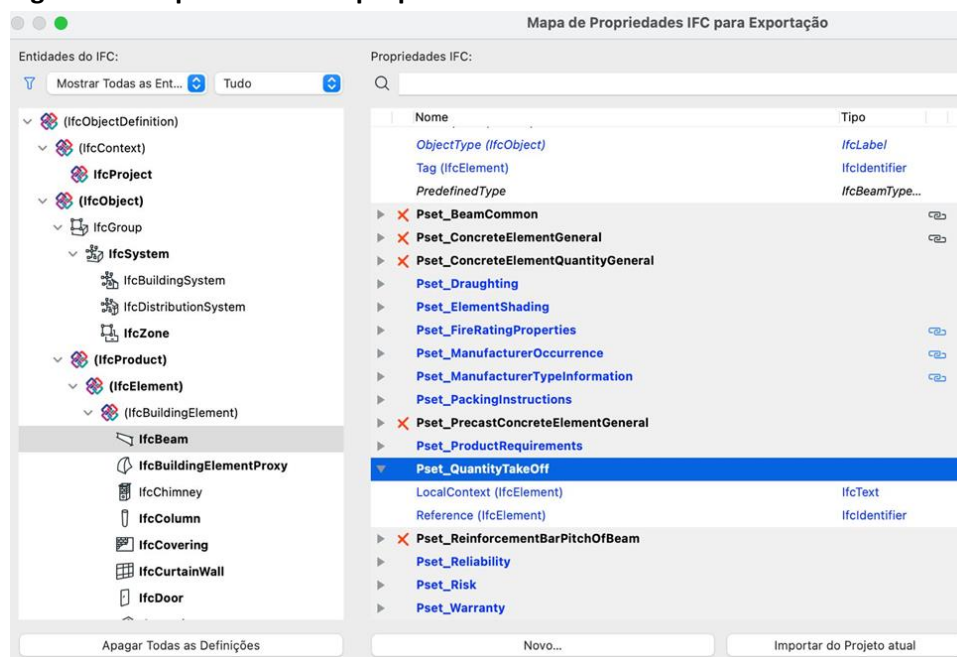 Mapa de Propriedades IFC para Exportação
Entidades do IFC:
Mostrar Todas as Ent...
Tudo
(IfcObjectDefinition)
(IfcContext)
IfcProject
(IfcObject)
IfcGroup
IfcSystem
IfcBuildingSystem
IfcDistributionSystem
IfcZone
(IfcProduct)
(IfcElement)
(IfcBuildingElement)
IfcBeam
IfcBuildingElementProxy
IfcChimney
IfcColumn
IfcCovering
IfcCurtainWall
IfcDoor
Apagar Todas as Definições
Propriedades IFC:
Nome Tipo
ObjectType (IfcObject) IfcLabel
Tag (IfcElement) IfcIdentifier
PredefinedType IfcBeamType...
Pset_BeamCommon
Pset_ConcreteElementGeneral
Pset_ConcreteElementQuantityGeneral
Pset_Draughting
Pset_ElementShading
Pset_FireRatingProperties
Pset_ManufacturerOccurrence
Pset_ManufacturerTypeInformation
Pset_PackingInstructions
Pset_PrecastConcreteElementGeneral
Pset_ProductRequirements
Pset_QuantityTakeOff
LocalContext (IfcElement) IfcText
Reference (IfcElement) IfcIdentifier
Pset_ReinforcementBarPitchOfBeam
Pset_Reliability
Pset_Risk
Pset_Warranty
Novo...
Importar do Projeto atual